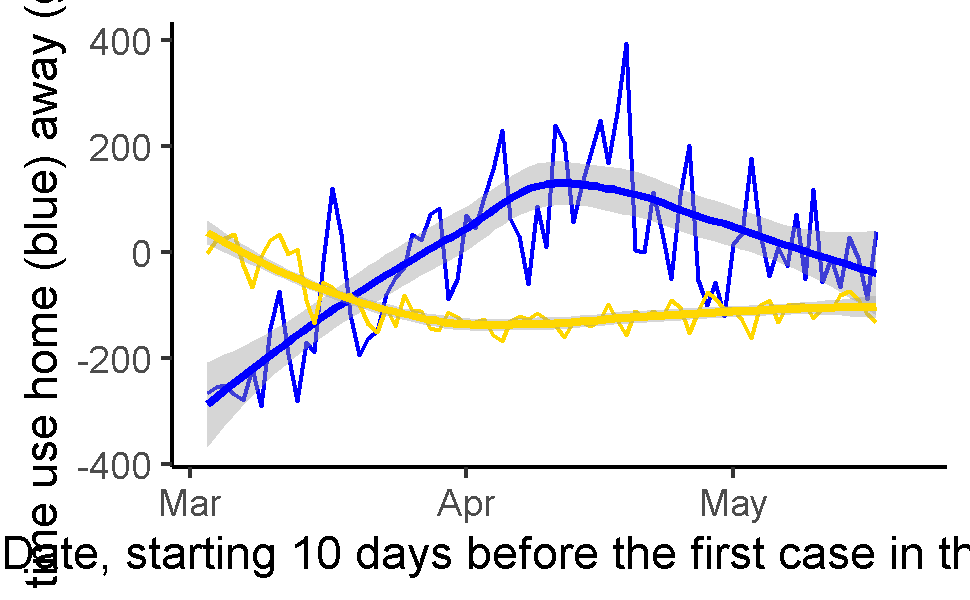 time use home (blue) away (
400
200
0
-200
-400
Mar Apr May
Date, starting 10 days before the first case in th